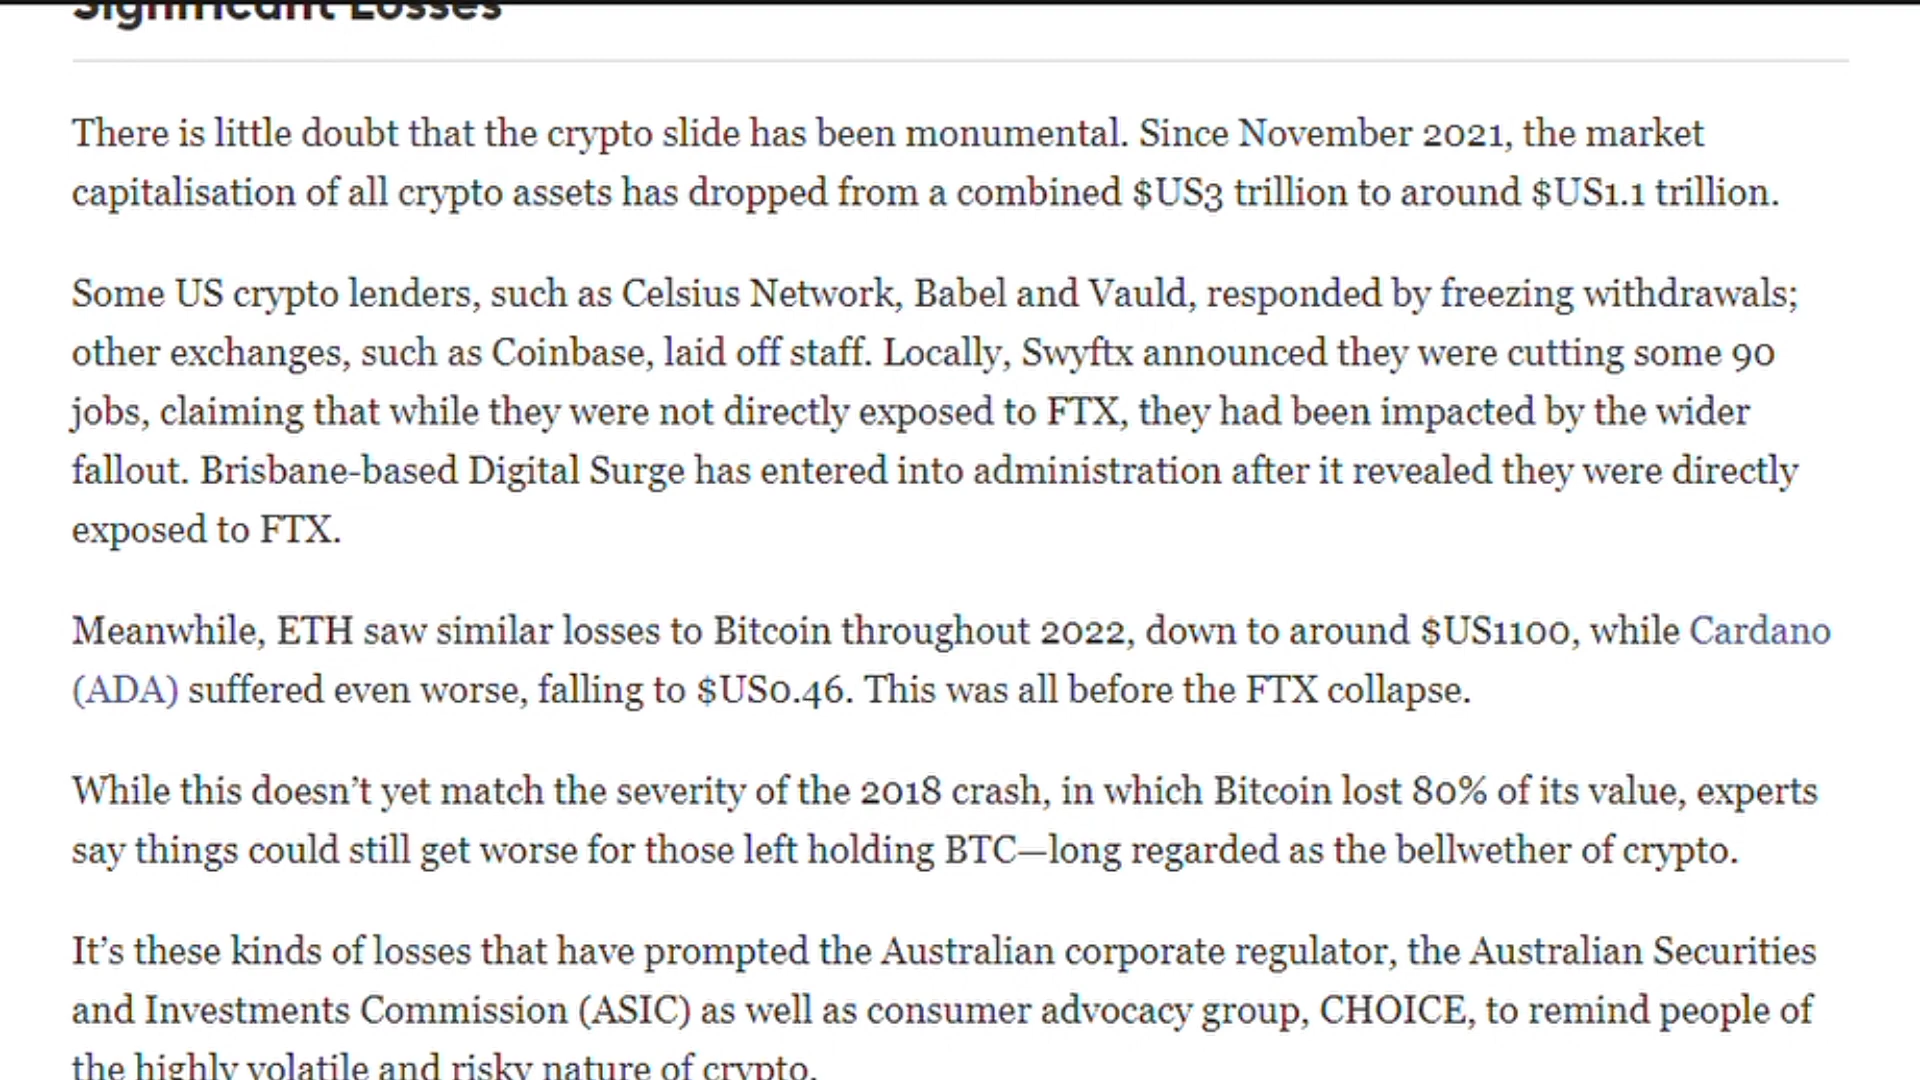 Significant Losses
There is little doubt that the crypto slide has been monumental. Since November 2021, the market
capitalisation of all crypto assets has dropped from a combined $US3 trillion to around $US1.1 trillion.
Some US crypto lenders, such as Celsius Network, Babel and Vauld, responded by freezing withdrawals;
other exchanges, such as Coinbase, laid off staff. Locally, Swyftx announced they were cutting some 90
jobs, claiming that while they were not directly exposed to FTX, they had been impacted by the wider
fallout. Brisbane-based Digital Surge has entered into administration after it revealed they were directly
exposed to FTX.
Meanwhile, ETH saw similar losses to Bitcoin throughout 2022, down to around $US1100, while Cardano
(ADA) suffered even worse, falling to $US0.46. This was all before the FTX collapse.
While this doesn’t yet match the severity of the 2018 crash, in which Bitcoin lost 80% of its value, experts
say things could still get worse for those left holding BTC—long regarded as the bellwether of crypto.
It’s these kinds of losses that have prompted the Australian corporate regulator, the Australian Securities
and Investments Commission (ASIC) as well as consumer advocacy group, CHOICE, to remind people of
the highly volatile and risky nature of crypto.